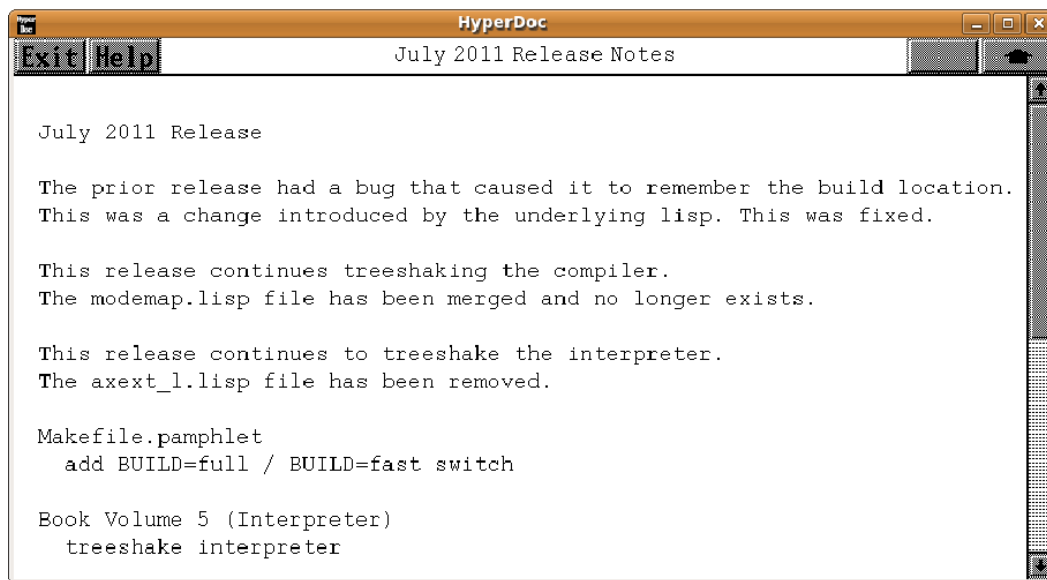 Hyper
Doc
HyperDoc
Exit Help
July 2011 Release Notes
July 2011 Release
The prior release had a bug that caused it to remember the build location.
This was a change introduced by the underlying lisp. This was fixed.
This release continues treeshaking the compiler.
The modemap.lisp file has been merged and no longer exists.
This release continues to treeshake the interpreter.
The axext_l.lisp file has been removed.
Makefile.pamphlet
add BUILD=full / BUILD=fast switch
Book Volume 5 (Interpreter)
treeshake interpreter